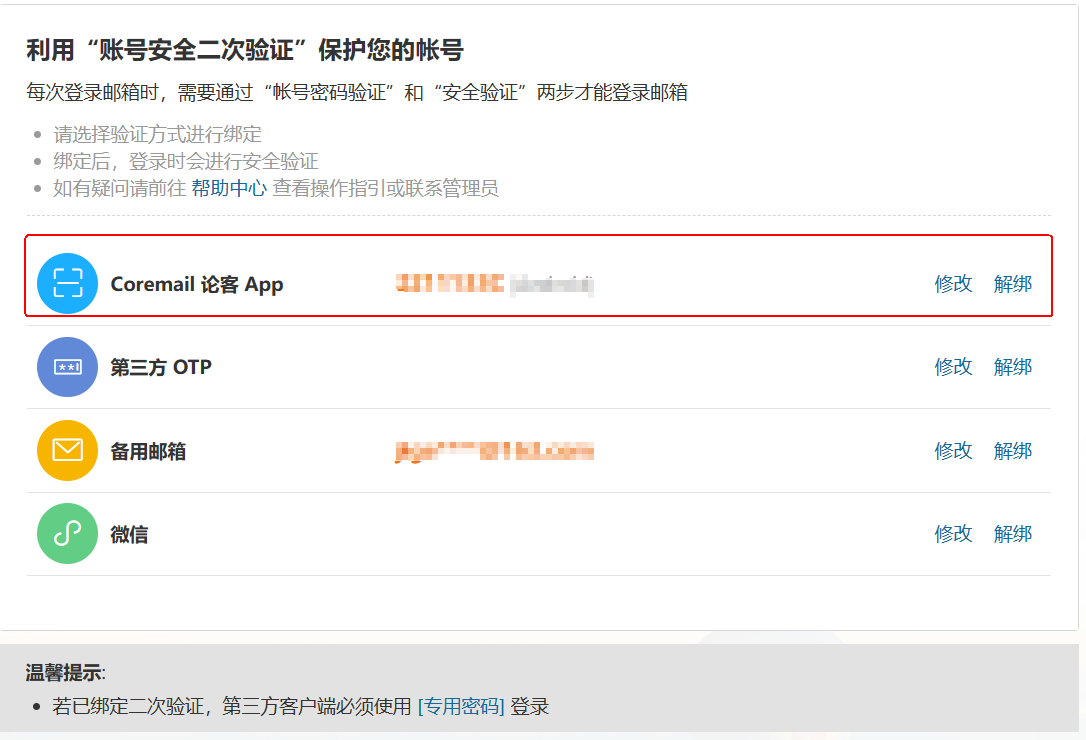 利用“账号安全二次验证”保护您的帐号
每次登录邮箱时，需要通过“帐号密码验证”和“安全验证”两步才能登录邮箱
请选择验证方式进行绑定
绑定后，登录时会进行安全验证
如有疑问请前往 帮助中心 查看操作指引或联系管理员
Coremail 论客 App 修改 解绑
第三方 OTP 修改 解绑
备用邮箱 修改 解绑
微信 修改 解绑
温馨提示:
若已绑定二次验证，第三方客户端必须使用 [专用密码] 登录